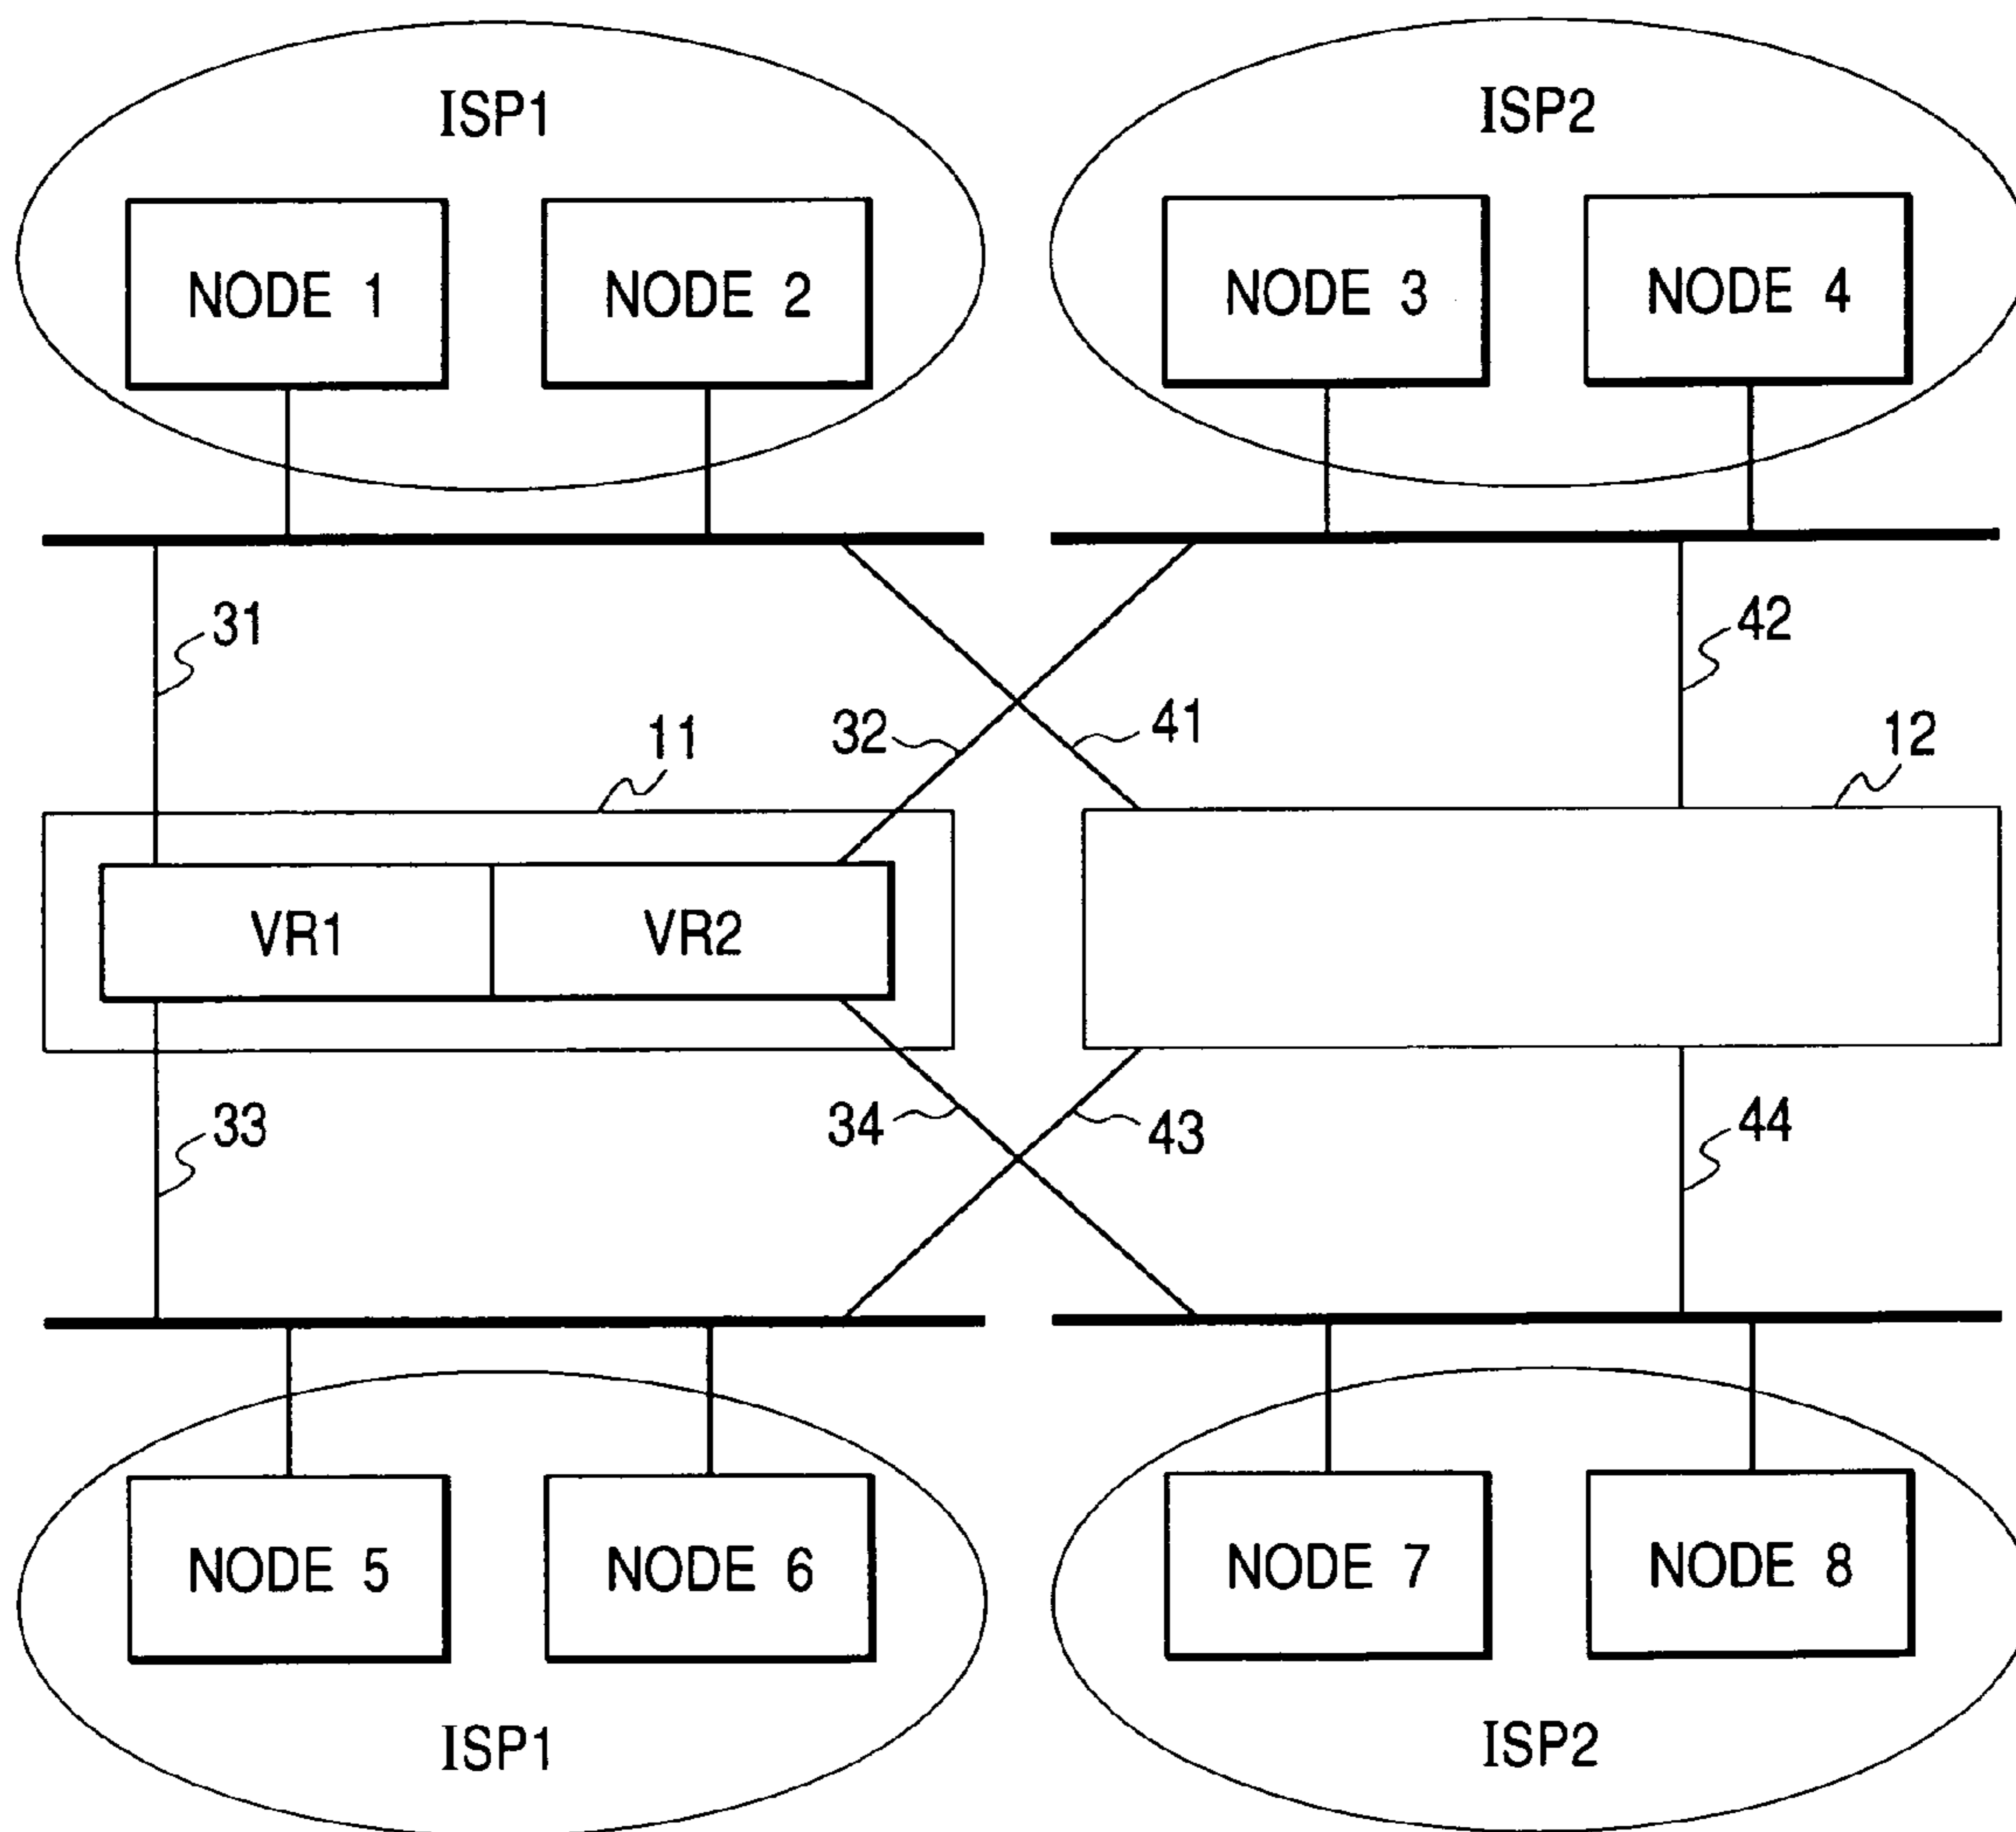 ISP1
ISP2
NODE 1
NODE 2
NODE 3
NODE 4
31
42
32
41
11
12
VR1
VR2
33
34
43
44
NODE 5
NODE 6
NODE 7
NODE 8
ISP1
ISP2